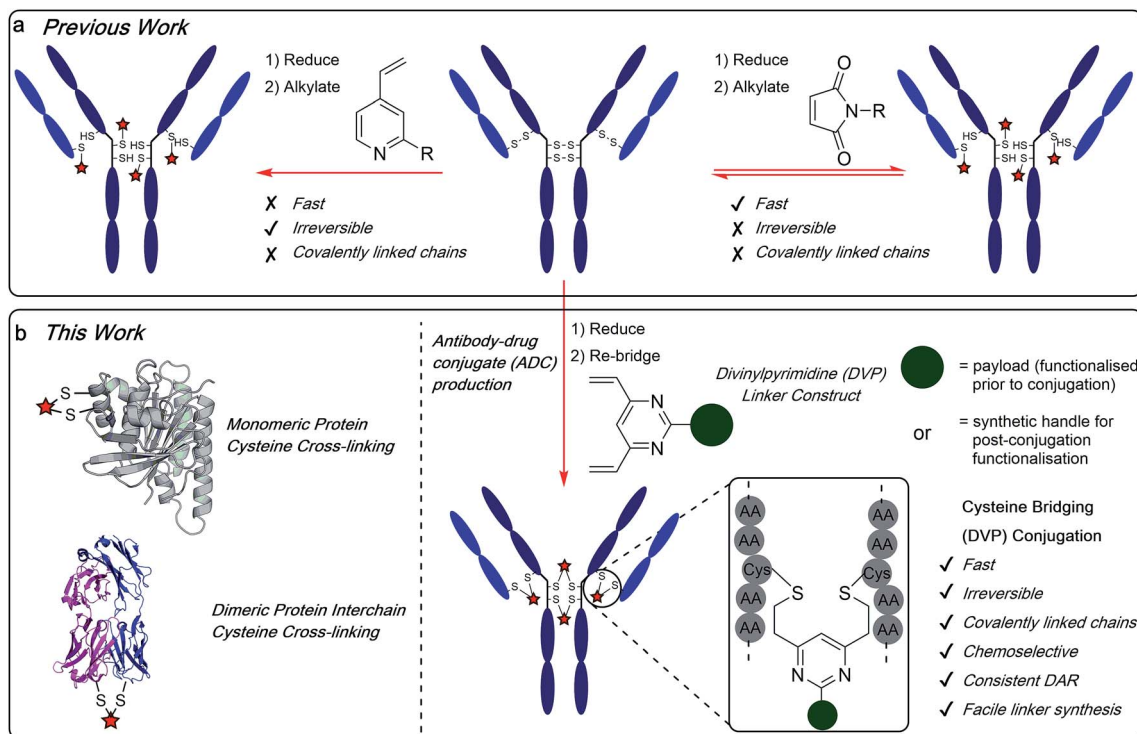 a Previous Work
1) Reduce
2) Alkylate
N
R
✗ Fast
✓ Irreversible
✗ Covalently linked chains
1) Reduce
2) Alkylate
O
N-R
O
✓ Fast
✗ Irreversible
✗ Covalently linked chains
HS
S
S
HS
S
SH
HS
S
S
S-S
S-S
S-S
S-S
HS
S
S
HS
S
SH
HS
S
S
b This Work
S
S
Monomeric Protein
Cysteine Cross-linking
S
S
Dimeric Protein Interchain
Cysteine Cross-linking
Antibody-drug
conjugate (ADC)
production
1) Reduce
2) Re-bridge
N
N
Divinylpyrimidine (DVP)
Linker Construct
= payload (functionalised
prior to conjugation)
or
= synthetic handle for
post-conjugation
functionalisation
S
S
S
S
S
S
S
S
AA
AA
Cys
AA
AA
AA
AA
Cys
AA
AA
S
S
N
N
Cysteine Bridging
(DVP) Conjugation
✓ Fast
✓ Irreversible
✓ Covalently linked chains
✓ Chemoselective
✓ Consistent DAR
✓ Facile linker synthesis